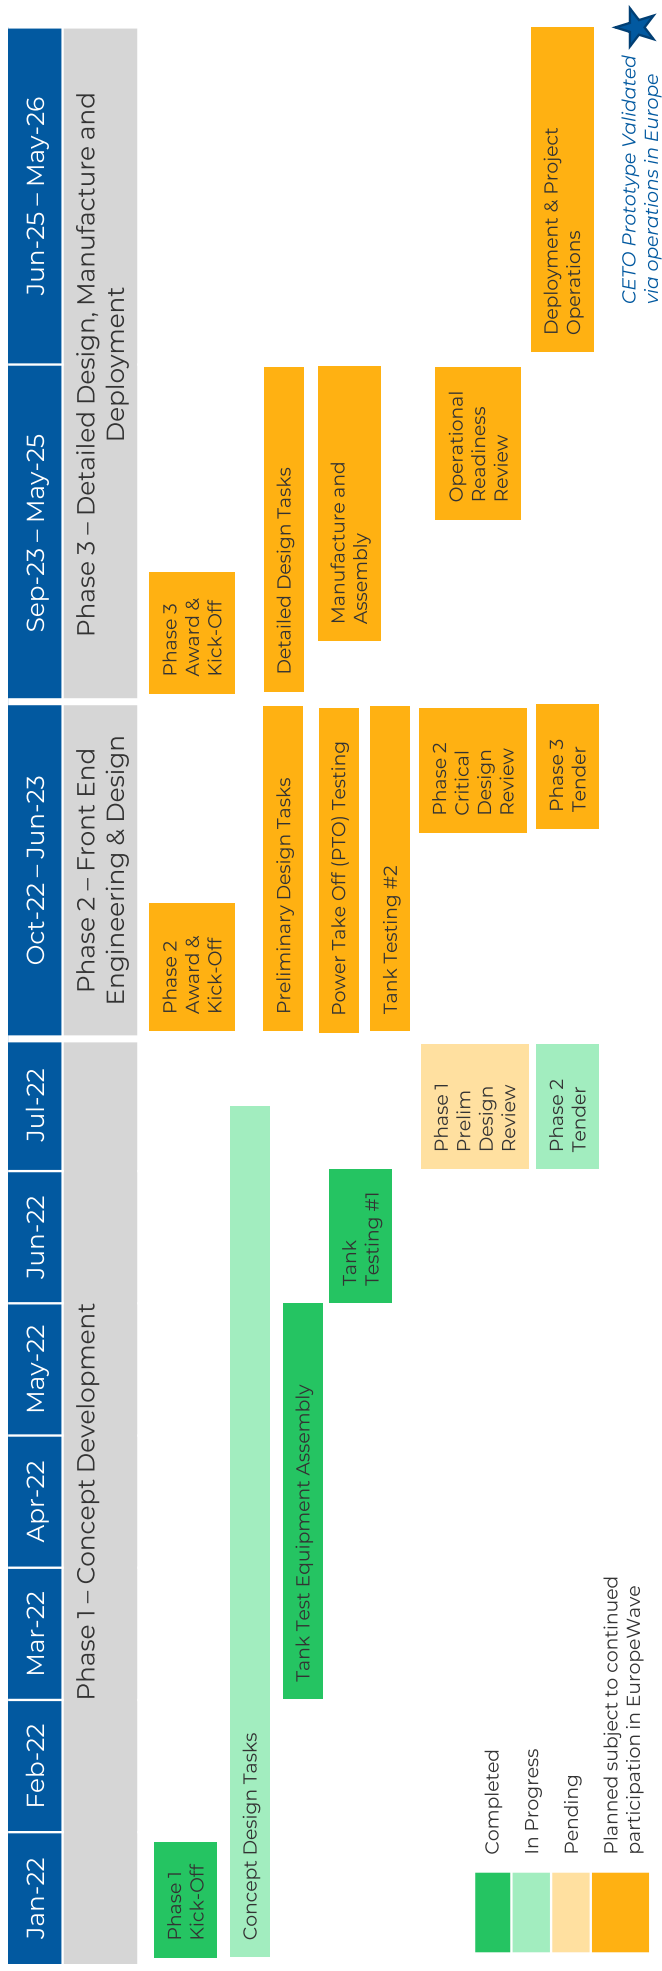 Jan-22
Feb-22
Mar-22
Apr-22
May-22
Jun-22
Jul-22
Oct-22 – Jun-23
Sep-23 – May-25
Jun-25 – May-26
Phase 1 – Concept Development
Phase 2 – Front End
Engineering & Design
Phase 3 – Detailed Design, Manufacture and
Deployment
Phase 1
Kick-Off
Phase 2
Award &
Kick-Off
Phase 3
Award &
Kick-Off
Concept Design Tasks
Preliminary Design Tasks
Detailed Design Tasks
Tank Test Equipment Assembly
Power Take Off (PTO) Testing
Manufacture and
Assembly
Tank
Testing #1
Tank Testing #2
Phase 1
Prelim
Design
Review
Phase 2
Critical
Design
Review
Operational
Readiness
Review
Phase 2
Tender
Phase 3
Tender
Deployment & Project
Operations
CETO Prototype Validated
via operations in Europe
Completed
In Progress
Pending
Planned subject to continued
participation in EuropeWave